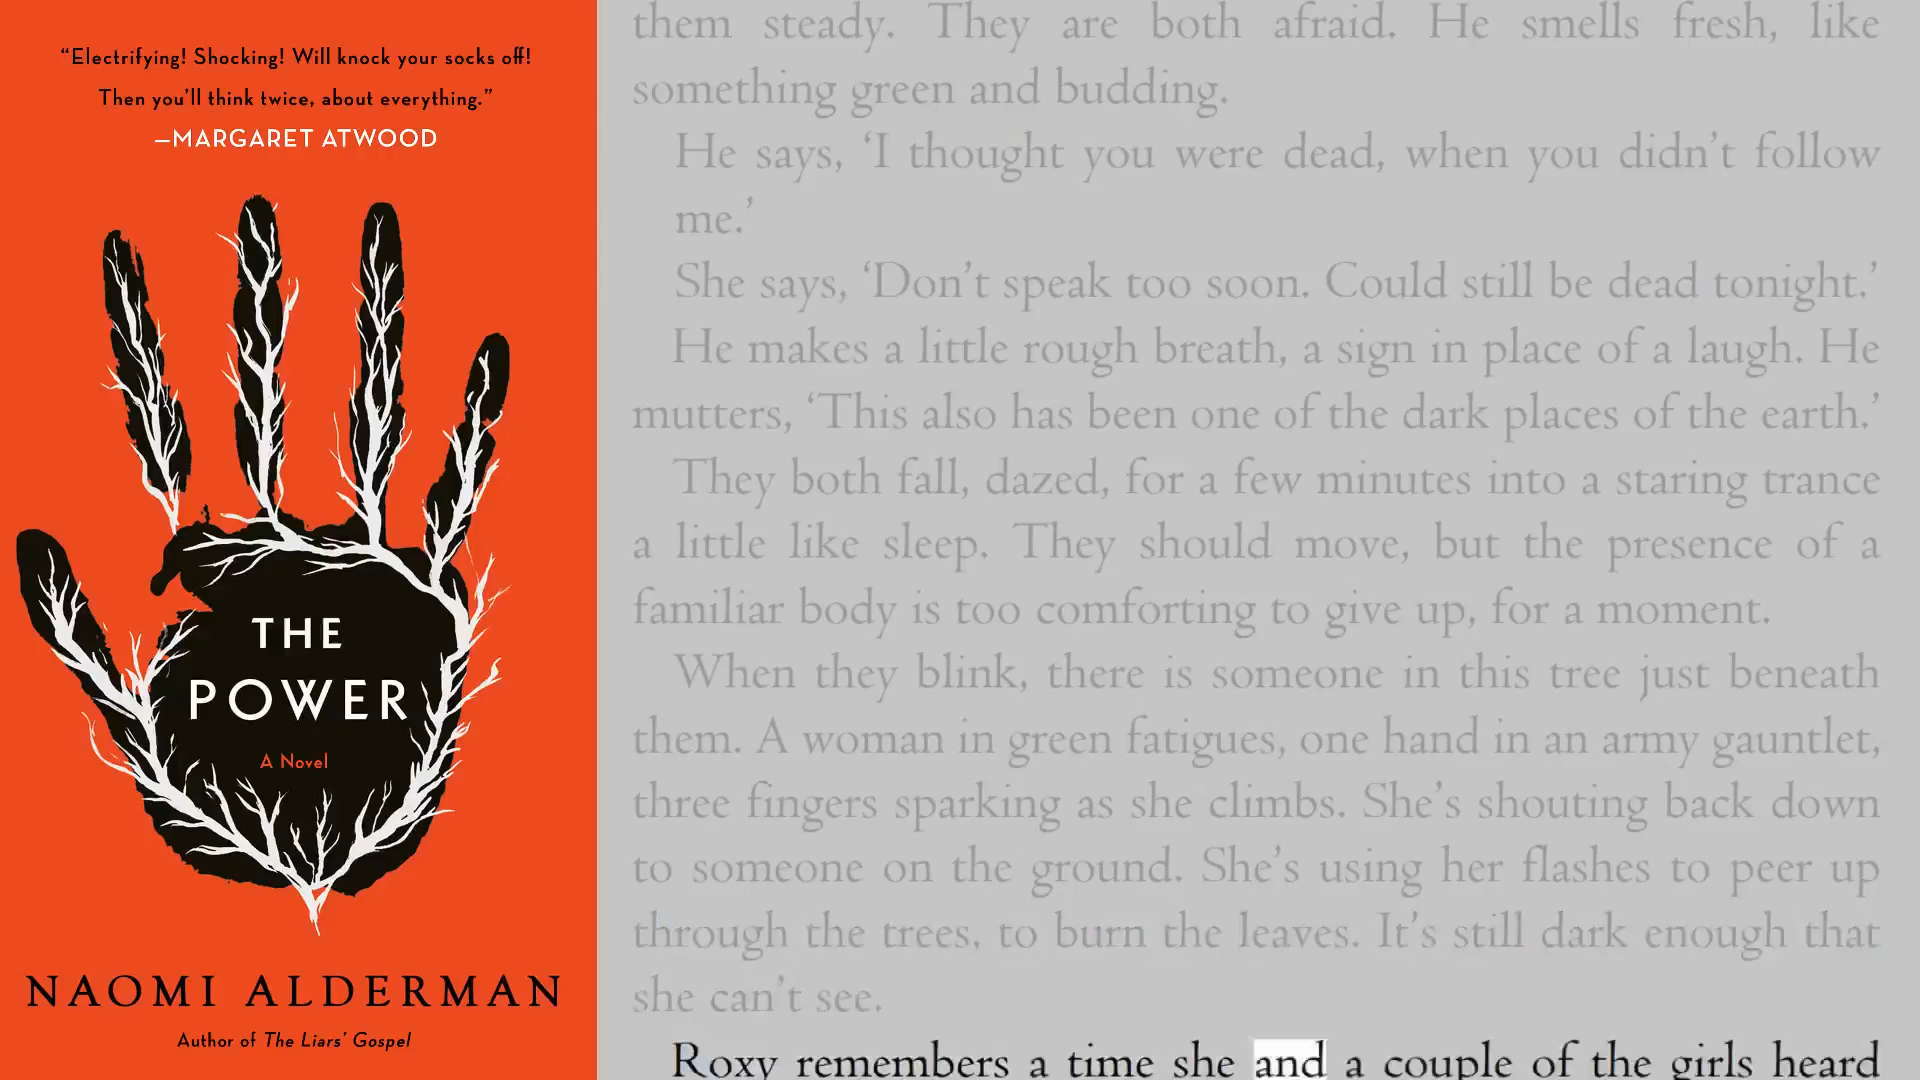 “Electrifying! Shocking! Will knock your socks off!
Then you’ll think twice, about everything.”
—MARGARET ATWOOD
THE
POWER
A Novel
NAOMI ALDERMAN
Author of The Liars’ Gospel
them steady. They are both afraid. He smells fresh, like
something green and budding.
He says, ‘I thought you were dead, when you didn’t follow
me.’
She says, ‘Don’t speak too soon. Could still be dead tonight.’
He makes a little rough breath, a sign in place of a laugh. He
mutters, ‘This also has been one of the dark places of the earth.’
They both fall, dazed, for a few minutes into a staring trance
a little like sleep. They should move, but the presence of a
familiar body is too comforting to give up, for a moment.
When they blink, there is someone in this tree just beneath
them. A woman in green fatigues, one hand in an army gauntlet,
three fingers sparking as she climbs. She’s shouting back down
to someone on the ground. She’s using her flashes to peer up
through the trees, to burn the leaves. It’s still dark enough that
she can’t see.
Roxy remembers a time she and a couple of the girls heard